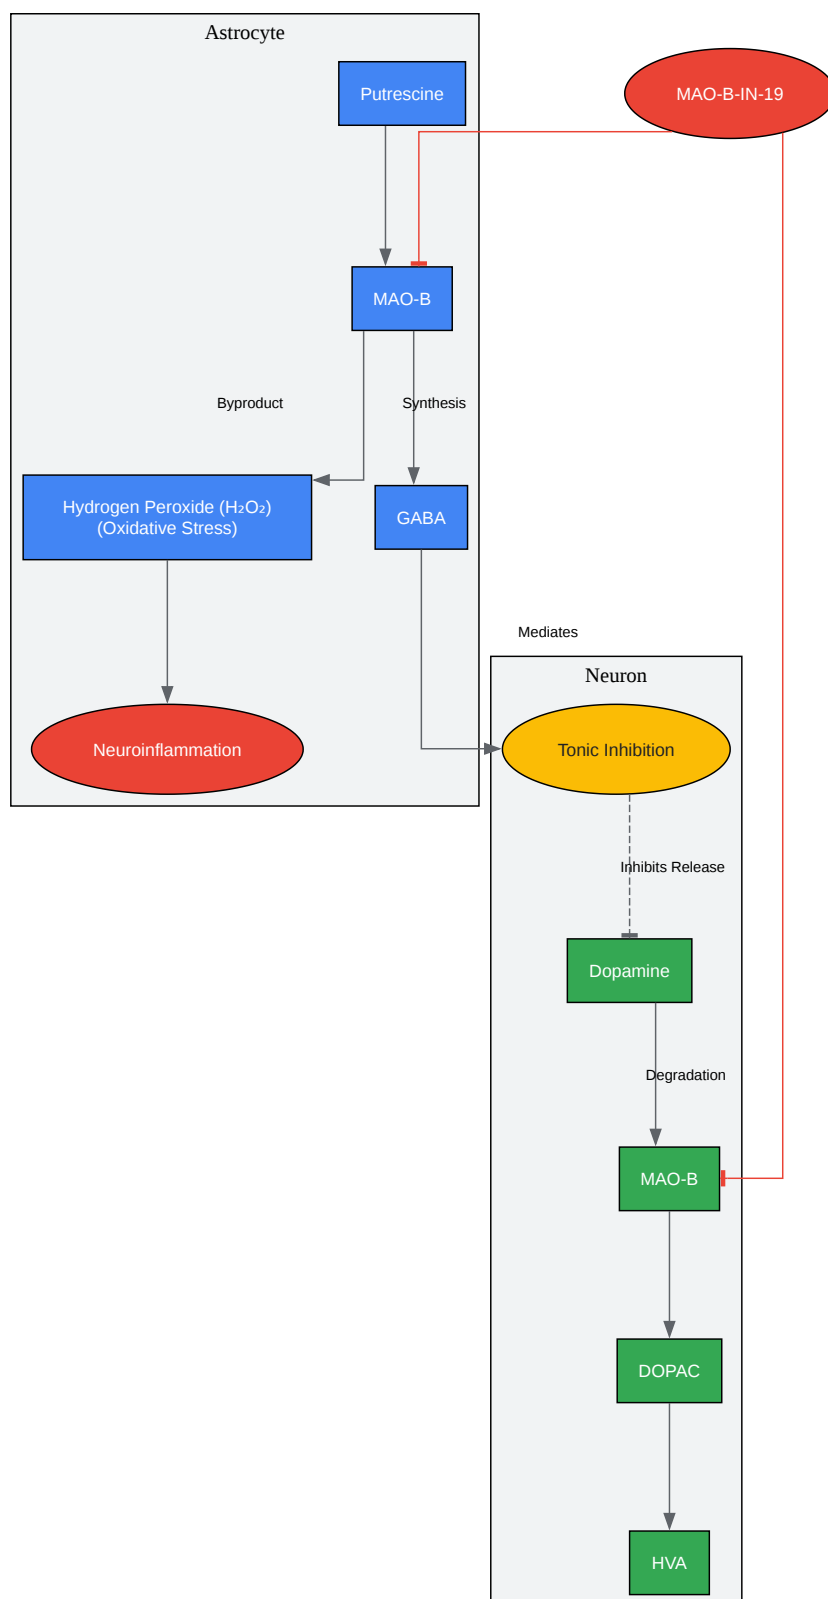 Astrocyte
Putrescine
MAO-B-IN-19
MAO-B
Byproduct
Synthesis
Hydrogen Peroxide (H₂O₂)
(Oxidative Stress)
GABA
Mediates
Neuron
Neuroinflammation
Tonic Inhibition
Inhibits Release
Dopamine
Degradation
MAO-B
DOPAC
HVA